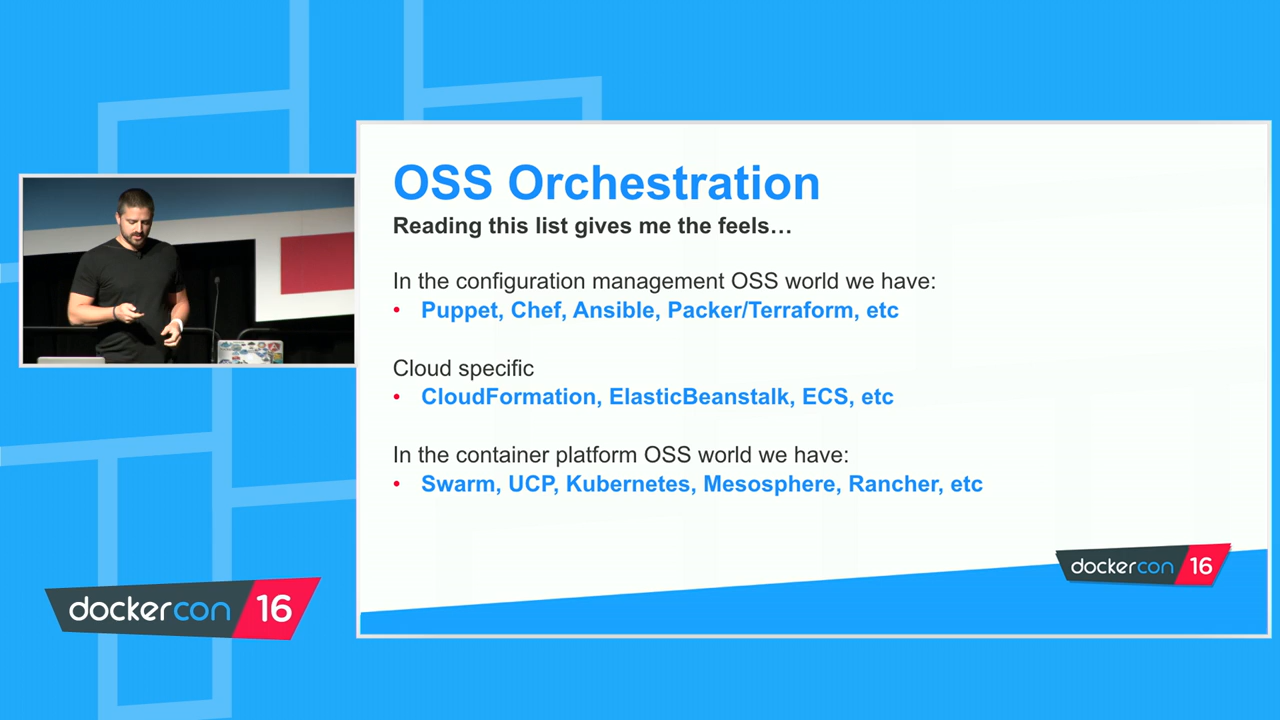 OSS Orchestration
Reading this list gives me the feels…
In the configuration management OSS world we have:
• Puppet, Chef, Ansible, Packer/Terraform, etc
Cloud specific
• CloudFormation, ElasticBeanstalk, ECS, etc
In the container platform OSS world we have:
• Swarm, UCP, Kubernetes, Mesosphere, Rancher, etc
dockercon 16
dockercon 16